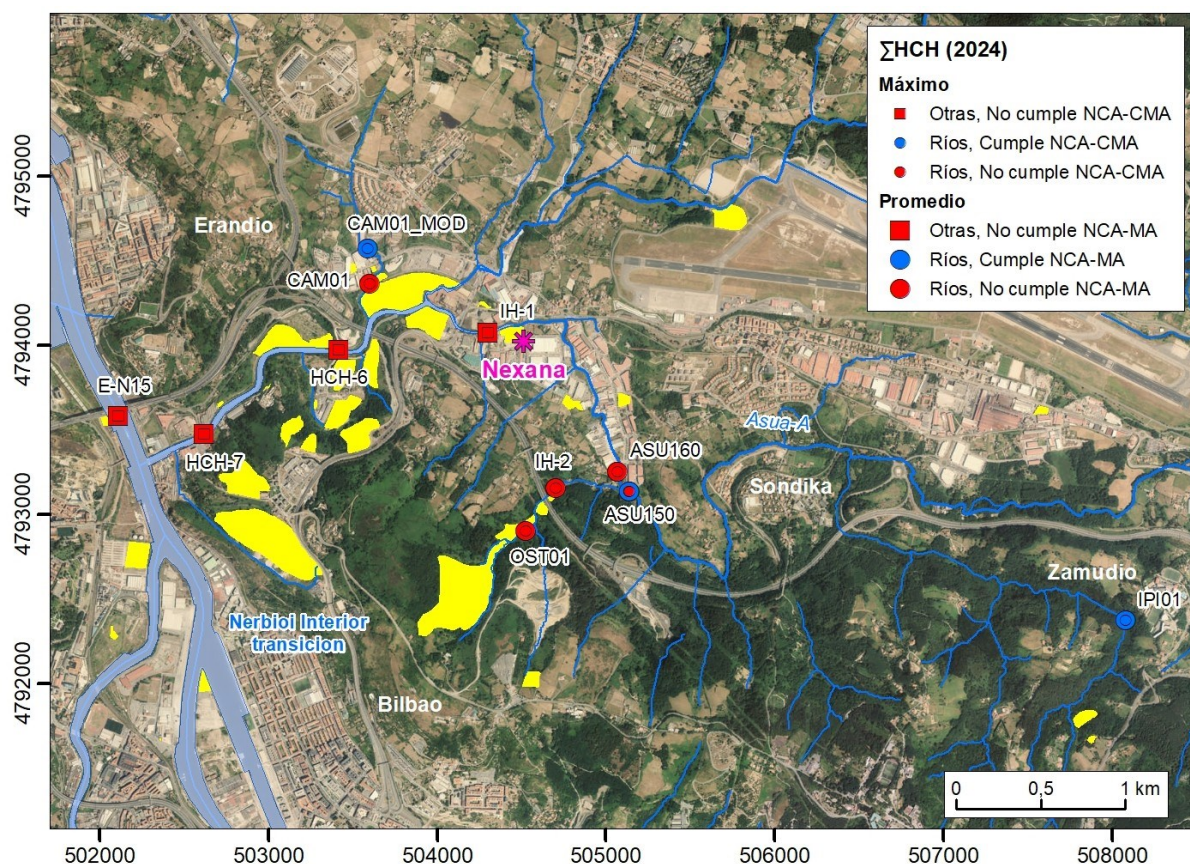 ∑HCH (2024)
Máximo
Otras, No cumple NCA-CMA
Ríos, Cumple NCA-CMA
Ríos, No cumple NCA-CMA
Promedio
Otras, No cumple NCA-MA
Ríos, Cumple NCA-MA
Ríos, No cumple NCA-MA
4795000
4794000
4793000
4792000
Erandio
CAM01_MOD
CAM01
IH-1
Nexana
HCH-6
E-N15
HCH-7
Asua-A
ASU160
IH-2
Sondika
ASU150
OST01
Zamudio
IPI01
Nerbioi Interior
transicion
Bilbao
0 0,5 1 km
502000 503000 504000 505000 506000 507000 508000